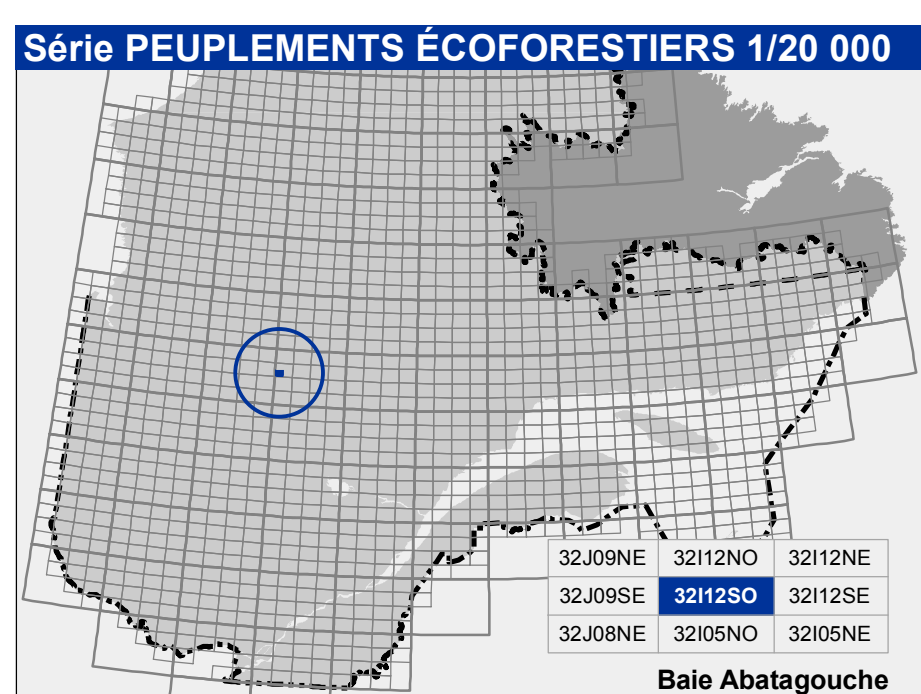 Série PEUPLEMENTS ÉCOFORESTIERS 1/20 000
32J09NE 32I12NO 32I12NE
32J09SE 32I12SO 32I12SE
32J08NE 32I05NO 32I05NE
Baie Abatagouche